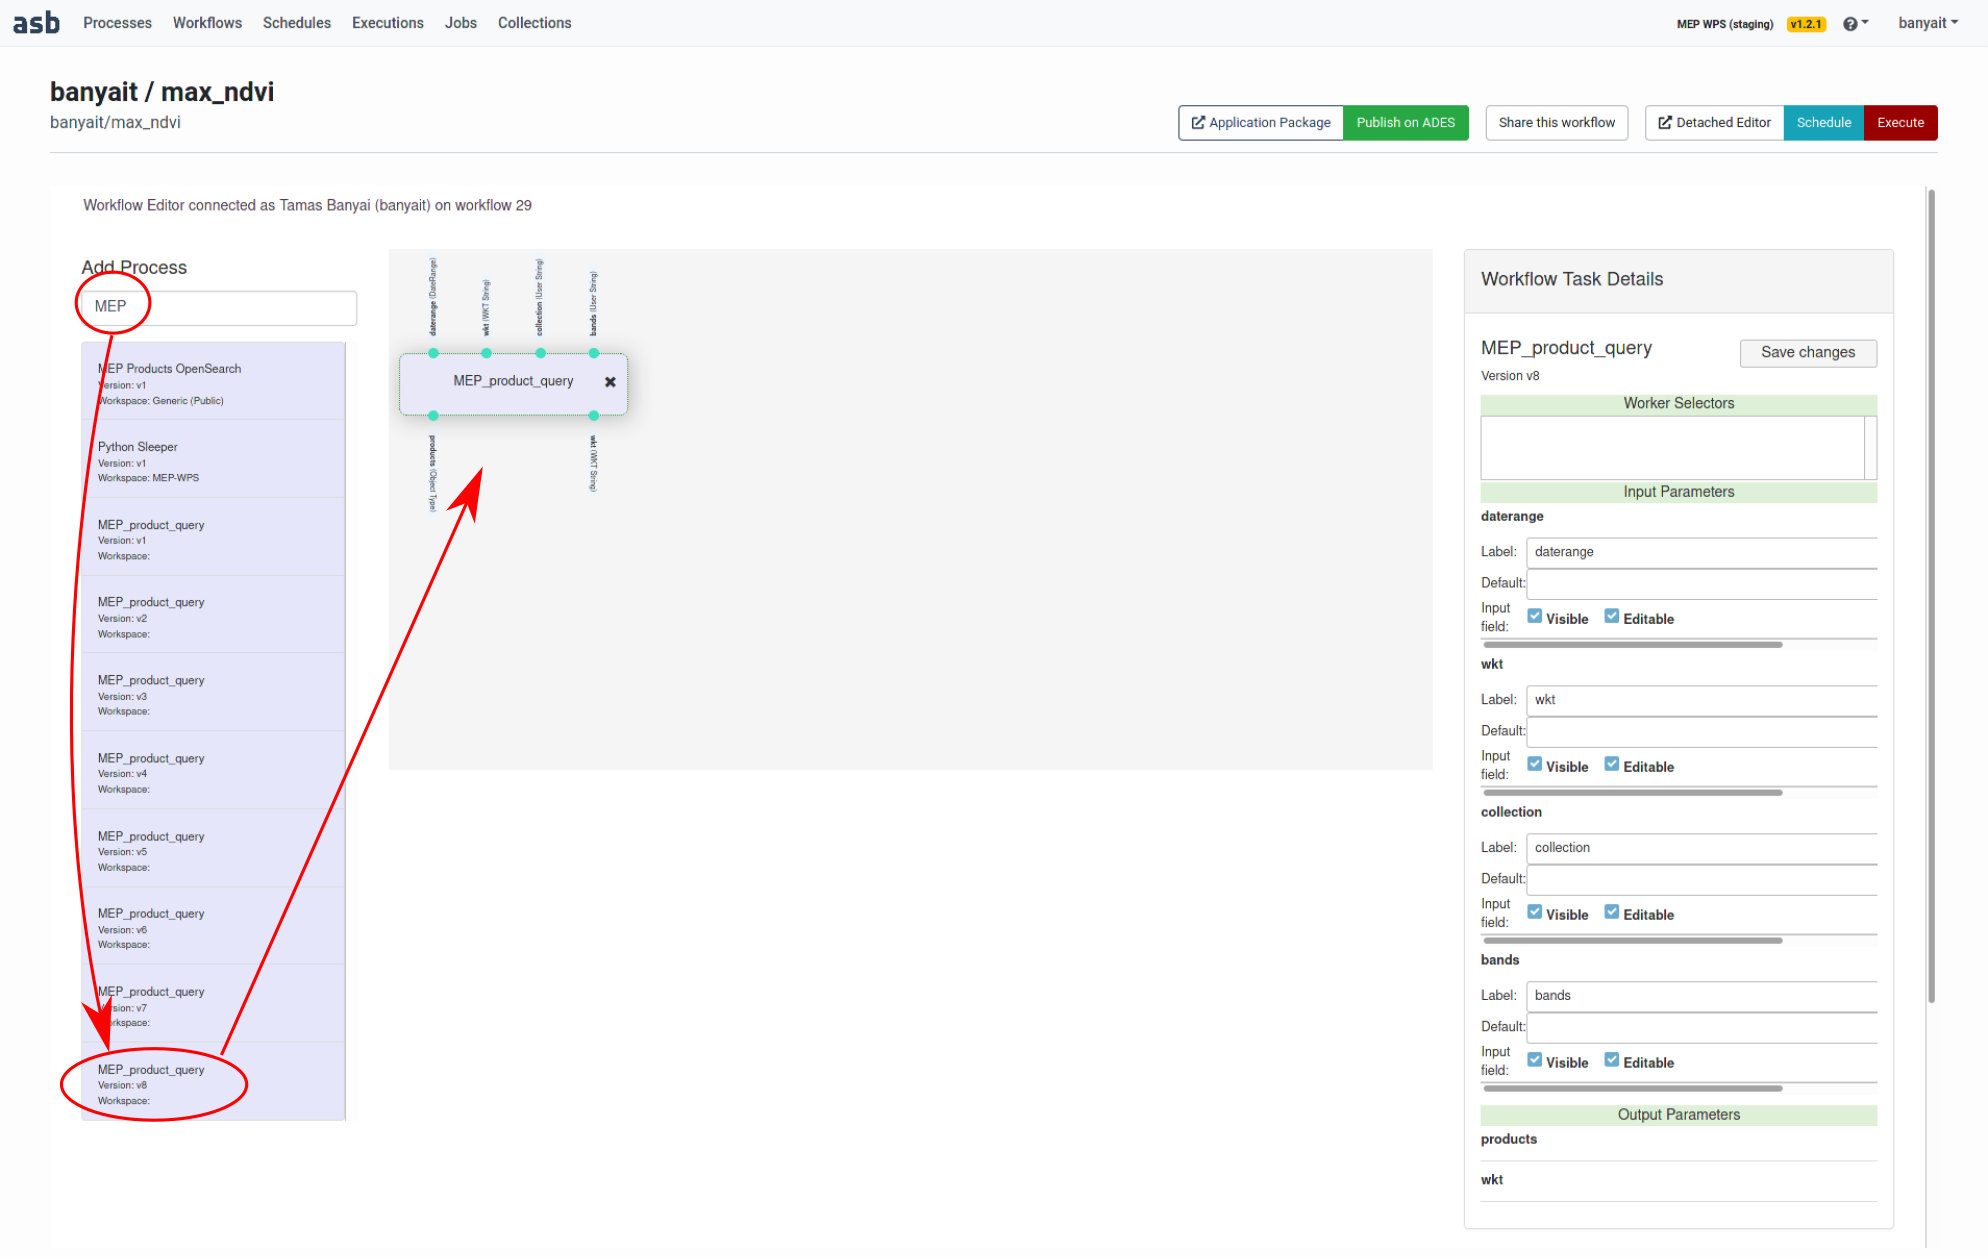 asb Processes Workflows Schedules Executions Jobs Collections MEP WPS (staging) v1.2.1 ? banyait
banyait / max_ndvi
banyait/max_ndvi
Application Package Publish on ADES Share this workflow Detached Editor Schedule Execute
Workflow Editor connected as Tamas Banyai (banyait) on workflow 29
Add Process
MEP
MEP Products OpenSearch
Version: v1
Workspace: Generic (Public)
Python Sleeper
Version: v1
Workspace: MEP-WPS
MEP_product_query
Version: v1
Workspace:
MEP_product_query
Version: v2
Workspace:
MEP_product_query
Version: v3
Workspace:
MEP_product_query
Version: v4
Workspace:
MEP_product_query
Version: v5
Workspace:
MEP_product_query
Version: v6
Workspace:
MEP_product_query
Version: v7
Workspace:
MEP_product_query
Version: v8
Workspace:
daterange (DateRange)
wkt (WKT String)
collection (User String)
bands (User String)
MEP_product_query
products (Object Type)
wkt (WKT String)
Workflow Task Details
MEP_product_query
Save changes
Version v8
Worker Selectors
Input Parameters
daterange
Label: daterange
Default:
Input field: Visible Editable
wkt
Label: wkt
Default:
Input field: Visible Editable
collection
Label: collection
Default:
Input field: Visible Editable
bands
Label: bands
Default:
Input field: Visible Editable
Output Parameters
products
wkt